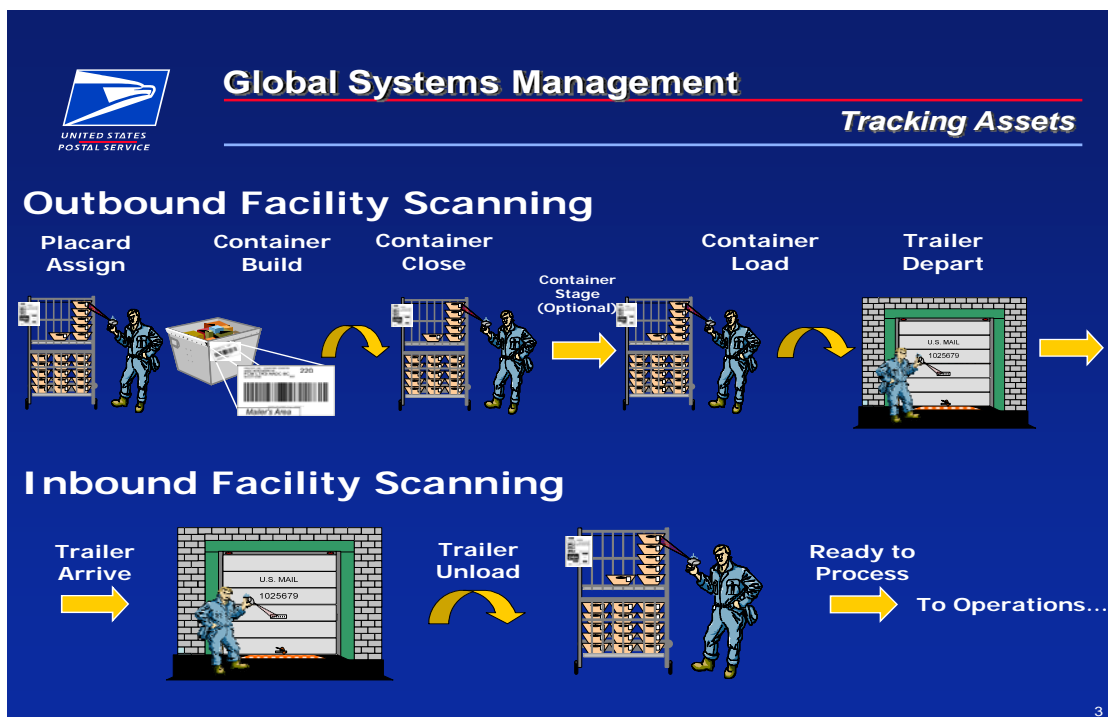 Global Systems Management
Tracking Assets
UNITED STATES
POSTAL SERVICE
Outbound Facility Scanning
Placard
Assign
Container
Build
Container
Close
Container
Stage
(Optional)
Container
Load
Trailer
Depart
220
Mailer's Area
U.S. MAIL
1025679
Inbound Facility Scanning
Trailer
Arrive
U.S. MAIL
1025679
Trailer
Unload
Ready to
Process
To Operations...
3